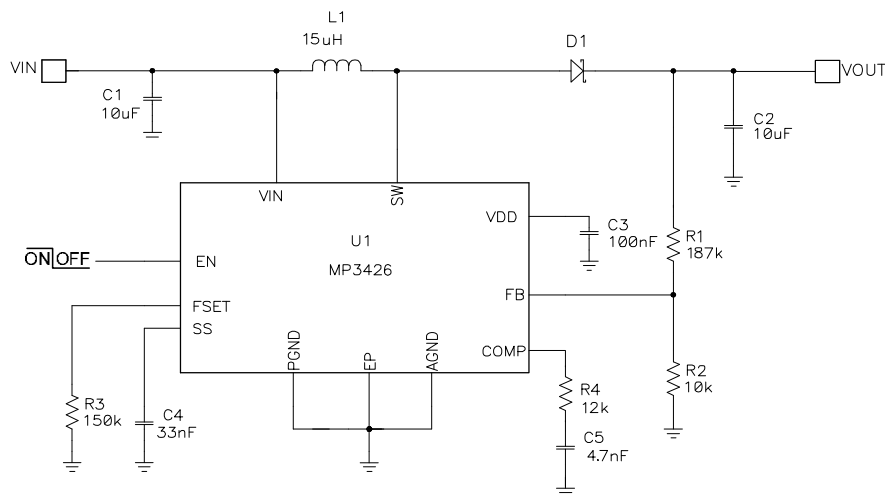 L1
15uH
D1
VIN
VOUT
C1
10uF
C2
10uF
VIN
SW
VDD
C3
100nF
U1
MP3426
R1
187k
ON OFF
EN
FSET
SS
FB
PGND
EP
AGND
COMP
R2
10k
R3
150k
C4
33nF
R4
12k
C5
4.7nF